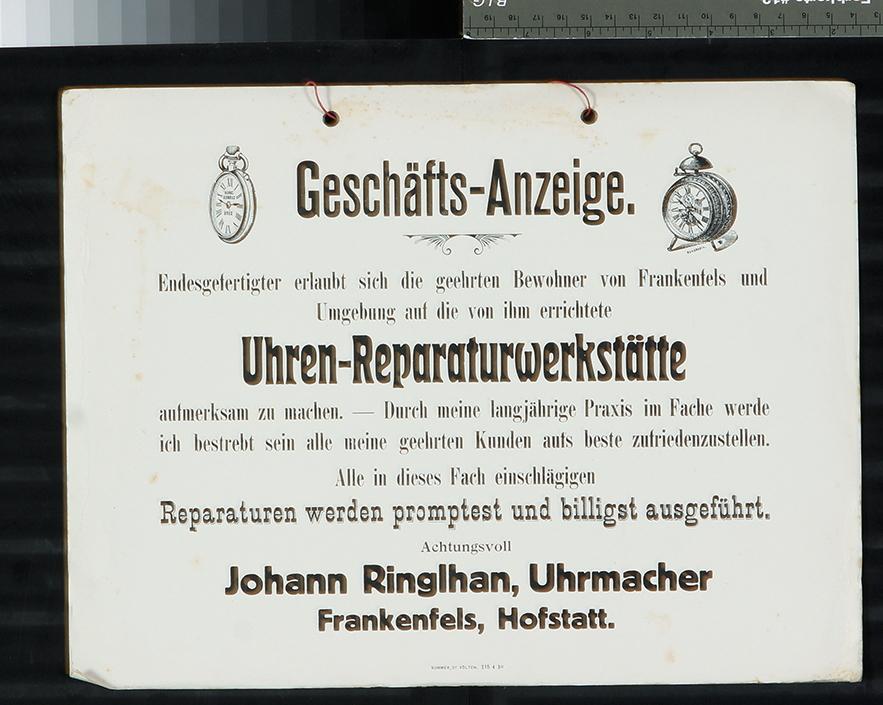 Geschäfts-Anzeige.
Endesgefertigter erlaubt sich die geehrten Bewohner von Frankenfels und
Umgebung auf die von ihm errichtete
Uhren-Reparaturwerkstätte
aufmerksam zu machen. — Durch meine langjährige Praxis im Fache werde
ich bestrebt sein alle meine geehrten Kunden aufs beste zufriedenzustellen.
Alle in dieses Fach einschlägigen
Reparaturen werden promptest und billigst ausgeführt.
Achtungsvoll
Johann Ringlhan, Uhrmacher
Frankenfels, Hofstatt.